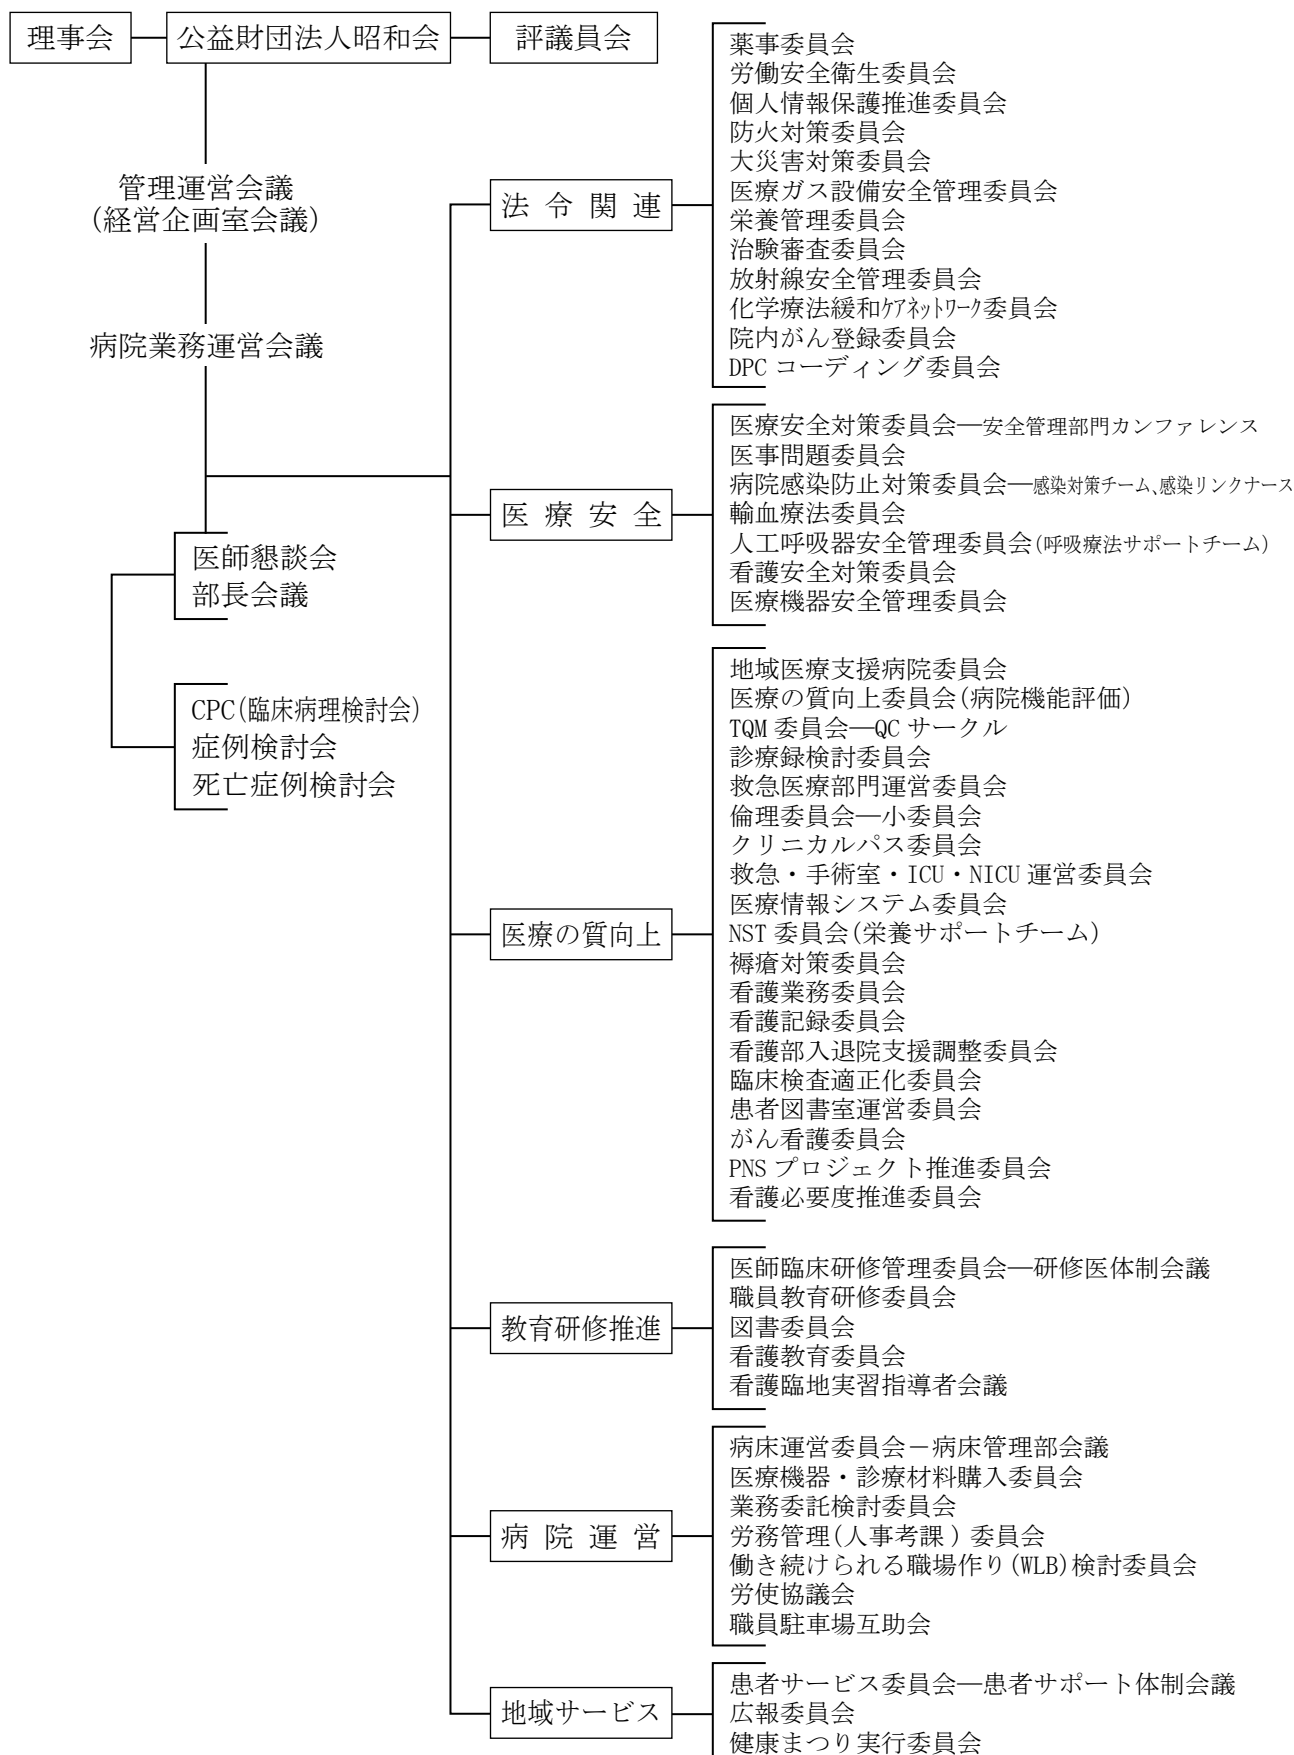 理事会
公益財団法人昭和会
評議員会
管理運営会議
(経営企画室会議)
病院業務運営会議
医師懇談会
部長会議
CPC(臨床病理検討会)
症例検討会
死亡症例検討会
法令関連
薬事委員会
労働安全衛生委員会
個人情報保護推進委員会
防火対策委員会
大災害対策委員会
医療ガス設備安全管理委員会
栄養管理委員会
治験審査委員会
放射線安全管理委員会
化学療法緩和ｹｱﾈｯﾄﾜｰｸ委員会
院内がん登録委員会
DPC コーディング委員会
医療安全
医療安全対策委員会―安全管理部門カンファレンス
医事問題委員会
病院感染防止対策委員会―感染対策チーム、感染リンクナース
輸血療法委員会
人工呼吸器安全管理委員会(呼吸療法サポートチーム)
看護安全対策委員会
医療機器安全管理委員会
医療の質向上
地域医療支援病院委員会
医療の質向上委員会(病院機能評価)
TQM 委員会―QC サークル
診療録検討委員会
救急医療部門運営委員会
倫理委員会―小委員会
クリニカルパス委員会
救急・手術室・ICU・NICU 運営委員会
医療情報システム委員会
NST 委員会(栄養サポートチーム)
褥瘡対策委員会
看護業務委員会
看護記録委員会
看護部入退院支援調整委員会
臨床検査適正化委員会
患者図書室運営委員会
がん看護委員会
PNS プロジェクト推進委員会
看護必要度推進委員会
教育研修推進
医師臨床研修管理委員会―研修医体制会議
職員教育研修委員会
図書委員会
看護教育委員会
看護臨地実習指導者会議
病院運営
病床運営委員会－病床管理部会議
医療機器・診療材料購入委員会
業務委託検討委員会
労務管理(人事考課) 委員会
働き続けられる職場作り(WLB)検討委員会
労使協議会
職員駐車場互助会
地域サービス
患者サービス委員会―患者サポート体制会議
広報委員会
健康まつり実行委員会